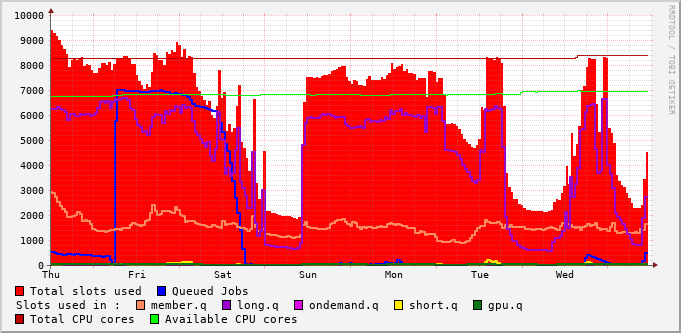 RRDTOOL / TOBI OETIKER
10000
9000
8000
7000
6000
5000
4000
3000
2000
1000
0
Thu Fri Sat Sun Mon Tue Wed
Total slots used Queued Jobs
Slots used in : member.q long.q ondemand.q short.q gpu.q
Total CPU cores Available CPU cores